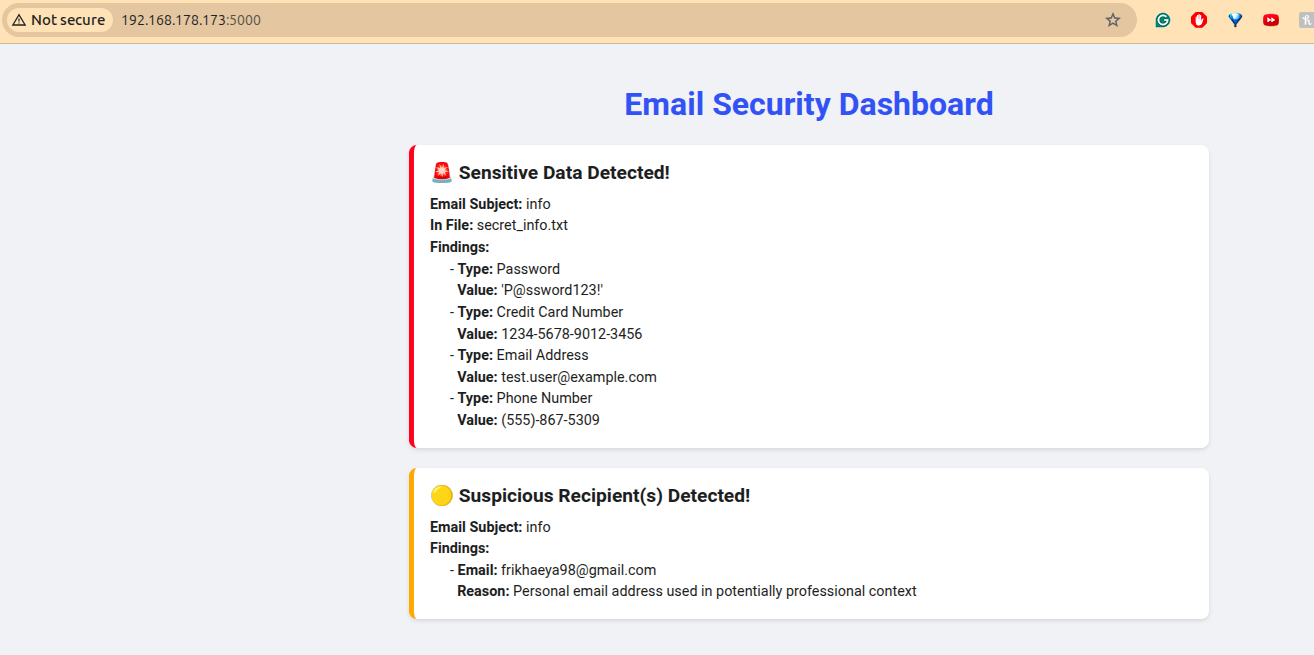 Not secure 192.168.178.173:5000
Email Security Dashboard
🚨 Sensitive Data Detected!
Email Subject: info
In File: secret_info.txt
Findings:
- Type: Password
Value: 'P@ssword123!'
- Type: Credit Card Number
Value: 1234-5678-9012-3456
- Type: Email Address
Value: test.user@example.com
- Type: Phone Number
Value: (555)-867-5309
🟡 Suspicious Recipient(s) Detected!
Email Subject: info
Findings:
- Email: frikhaeya98@gmail.com
Reason: Personal email address used in potentially professional context